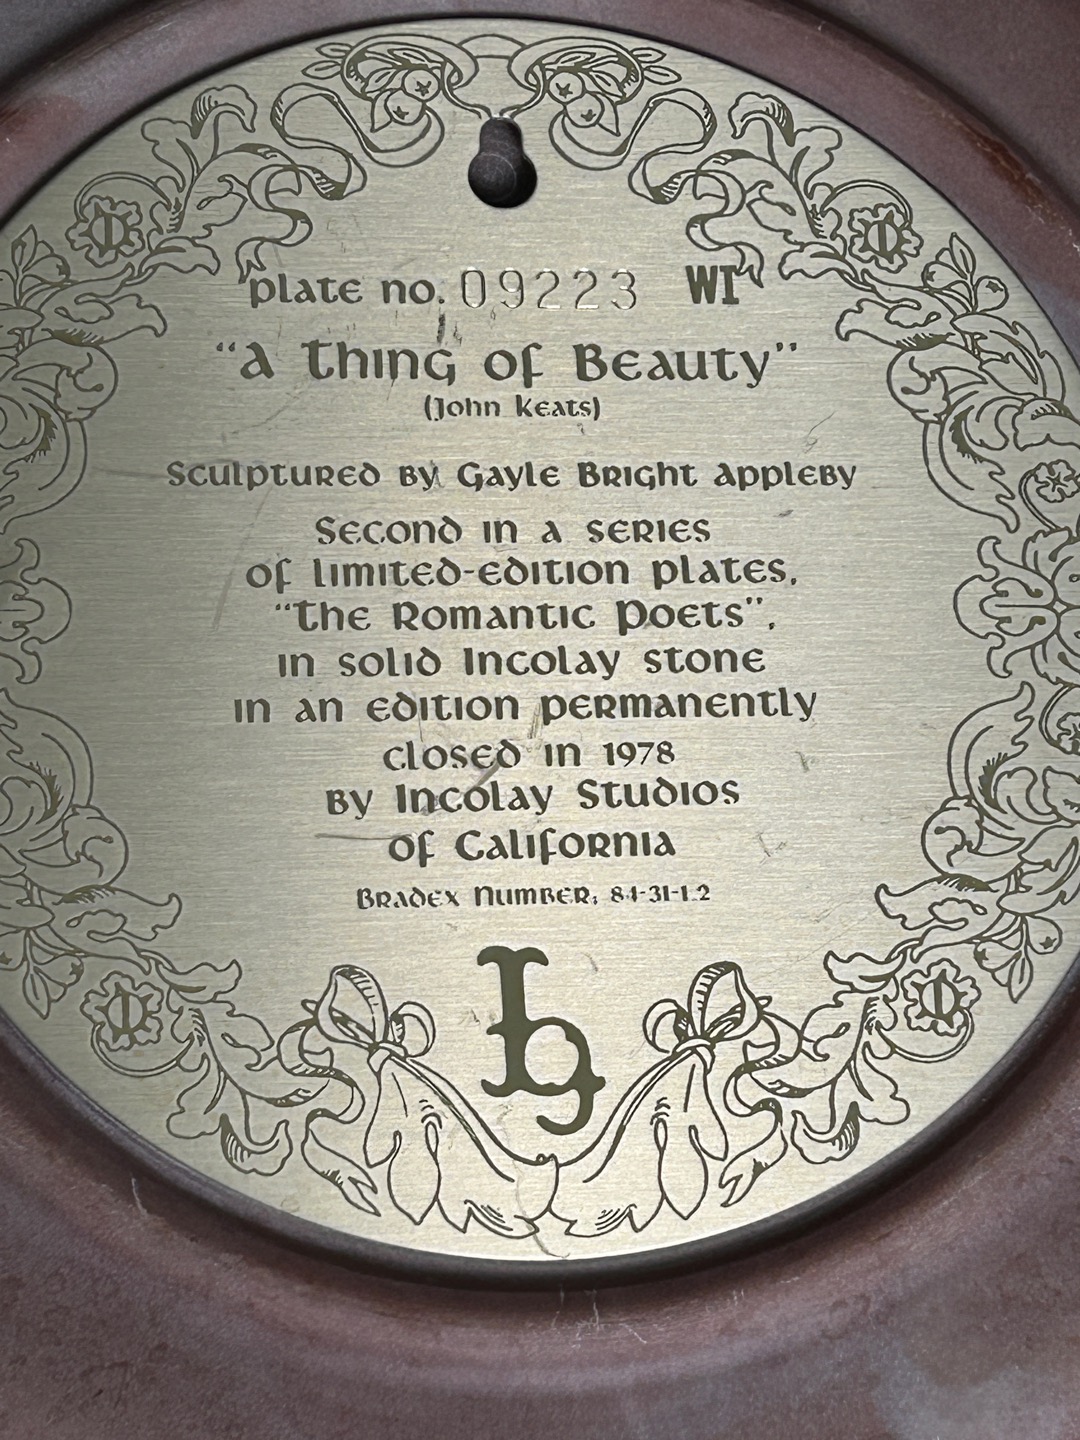 plate no. 09223 WI
"A Thing of Beauty"
(John Keats)
Sculptured by Gayle Bright Appleby
Second in a series
of limited-edition plates,
"The Romantic Poets",
in solid Incolay stone
in an edition permanently
closed in 1978
by Incolay Studios
of California
Bradex Number: 84-31-1.2